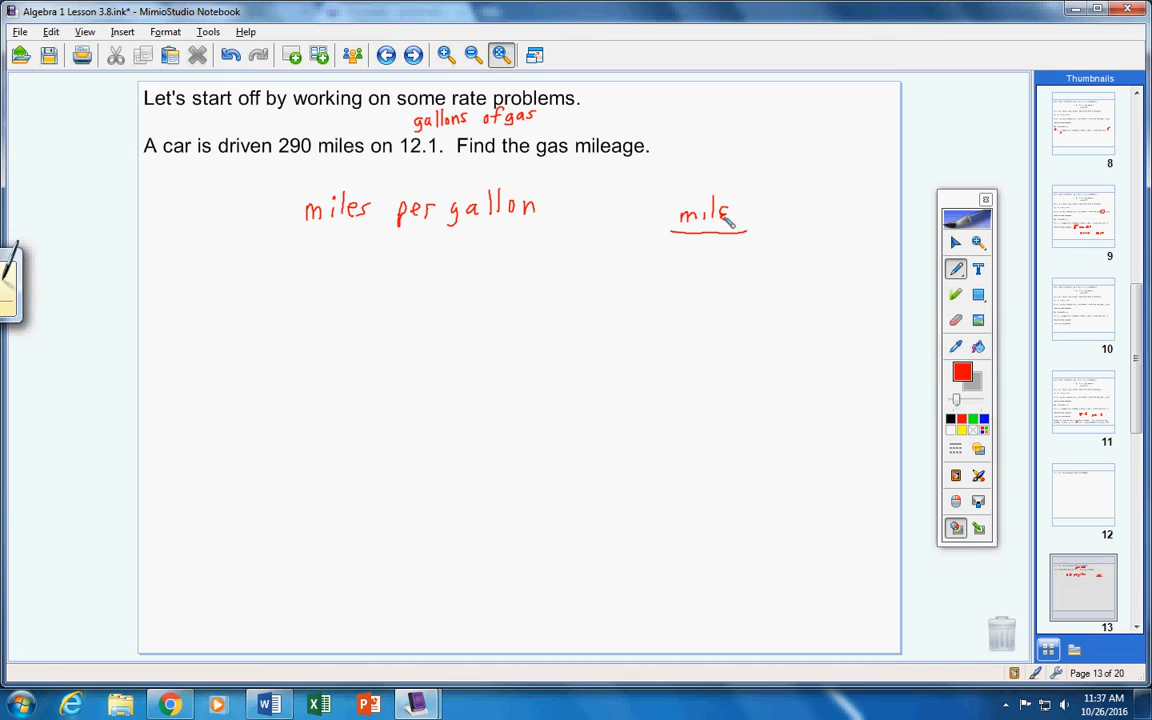 Algebra 1 Lesson 3.8.ink* - MimioStudio Notebook
File Edit View Insert Format Tools Help
Let's start off by working on some rate problems.
gallons of gas
A car is driven 290 miles on 12.1. Find the gas mileage.
miles per gallon
mile
Thumbnails
8
9
10
11
12
13
Page 13 of 20
11:37 AM
10/26/2016